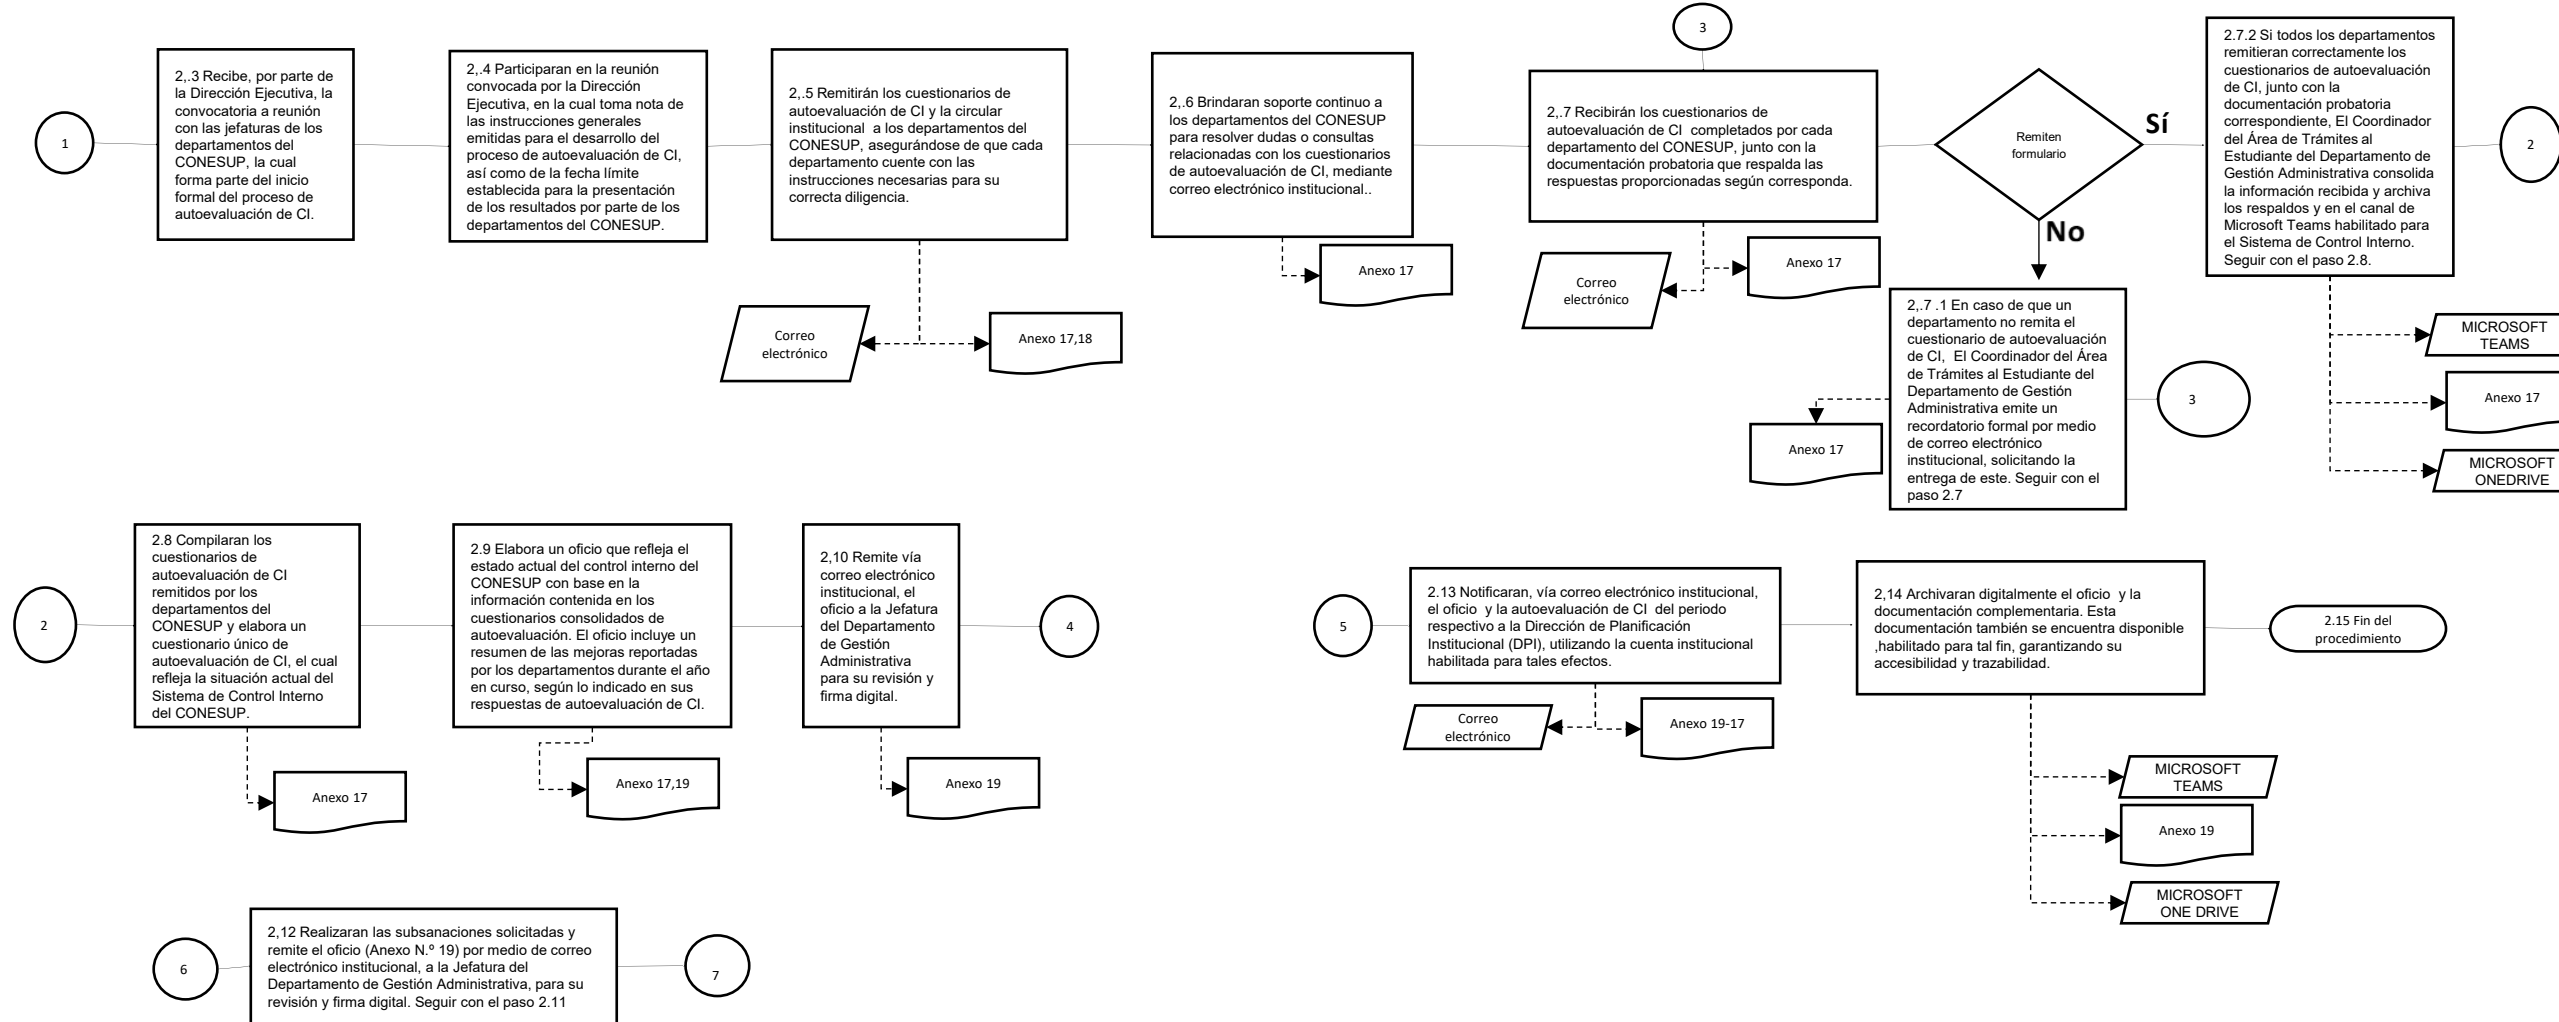 1
2,.3 Recibe, por parte de
la Dirección Ejecutiva, la
convocatoria a reunión
con las jefaturas de los
departamentos del
CONESUP, la cual
forma parte del inicio
formal del proceso de
autoevaluación de CI.
2,.4 Participaran en la reunión
convocada por la Dirección
Ejecutiva, en la cual toma nota de
las instrucciones generales
emitidas para el desarrollo del
proceso de autoevaluación de CI,
así como de la fecha límite
establecida para la presentación
de los resultados por parte de los
departamentos del CONESUP.
2,.5 Remitirán los cuestionarios de
autoevaluación de CI y la circular
institucional  a los departamentos del
CONESUP, asegurándose de que cada
departamento cuente con las
instrucciones necesarias para su
correcta diligencia.
Correo
electrónico
Anexo 17,18
2,.6 Brindaran soporte continuo a
los departamentos del CONESUP
para resolver dudas o consultas
relacionadas con los cuestionarios
de autoevaluación de CI, mediante
correo electrónico institucional..
Anexo 17
3
2,.7 Recibirán los cuestionarios de
autoevaluación de CI  completados por cada
departamento del CONESUP, junto con la
documentación probatoria que respalda las
respuestas proporcionadas según corresponda.
Correo
electrónico
Anexo 17
Remiten
formulario
Sí
No
2.7.2 Si todos los departamentos
remitieran correctamente los
cuestionarios de autoevaluación
de CI, junto con la
documentación probatoria
correspondiente, El Coordinador
del Área de Trámites al
Estudiante del Departamento de
Gestión Administrativa consolida
la información recibida y archiva
los respaldos y en el canal de
Microsoft Teams habilitado para
el Sistema de Control Interno.
Seguir con el paso 2.8.
2
MICROSOFT
TEAMS
Anexo 17
MICROSOFT
ONEDRIVE
2,.7 .1 En caso de que un
departamento no remita el
cuestionario de autoevaluación
de CI,  El Coordinador del Área
de Trámites al Estudiante del
Departamento de Gestión
Administrativa emite un
recordatorio formal por medio
de correo electrónico
institucional, solicitando la
entrega de este. Seguir con el
paso 2.7
Anexo 17
3
2
2.8 Compilaran los
cuestionarios de
autoevaluación de CI
remitidos por los
departamentos del
CONESUP y elabora un
cuestionario único de
autoevaluación de CI, el cual
refleja la situación actual del
Sistema de Control Interno
del CONESUP.
Anexo 17
2.9 Elabora un oficio que refleja el
estado actual del control interno del
CONESUP con base en la
información contenida en los
cuestionarios consolidados de
autoevaluación. El oficio incluye un
resumen de las mejoras reportadas
por los departamentos durante el año
en curso, según lo indicado en sus
respuestas de autoevaluación de CI.
Anexo 17,19
2,10 Remite vía
correo electrónico
institucional, el
oficio a la Jefatura
del Departamento
de Gestión
Administrativa
para su revisión y
firma digital.
Anexo 19
4
5
2.13 Notificaran, vía correo electrónico institucional,
el oficio  y la autoevaluación de CI  del periodo
respectivo a la Dirección de Planificación
Institucional (DPI), utilizando la cuenta institucional
habilitada para tales efectos.
Correo
electrónico
Anexo 19-17
2,14 Archivaran digitalmente el oficio  y la
documentación complementaria. Esta
documentación también se encuentra disponible
,habilitado para tal fin, garantizando su
accesibilidad y trazabilidad.
MICROSOFT
TEAMS
Anexo 19
MICROSOFT
ONE DRIVE
2.15 Fin del
procedimiento
6
2,12 Realizaran las subsanaciones solicitadas y
remite el oficio (Anexo N.º 19) por medio de correo
electrónico institucional, a la Jefatura del
Departamento de Gestión Administrativa, para su
revisión y firma digital. Seguir con el paso 2.11
7